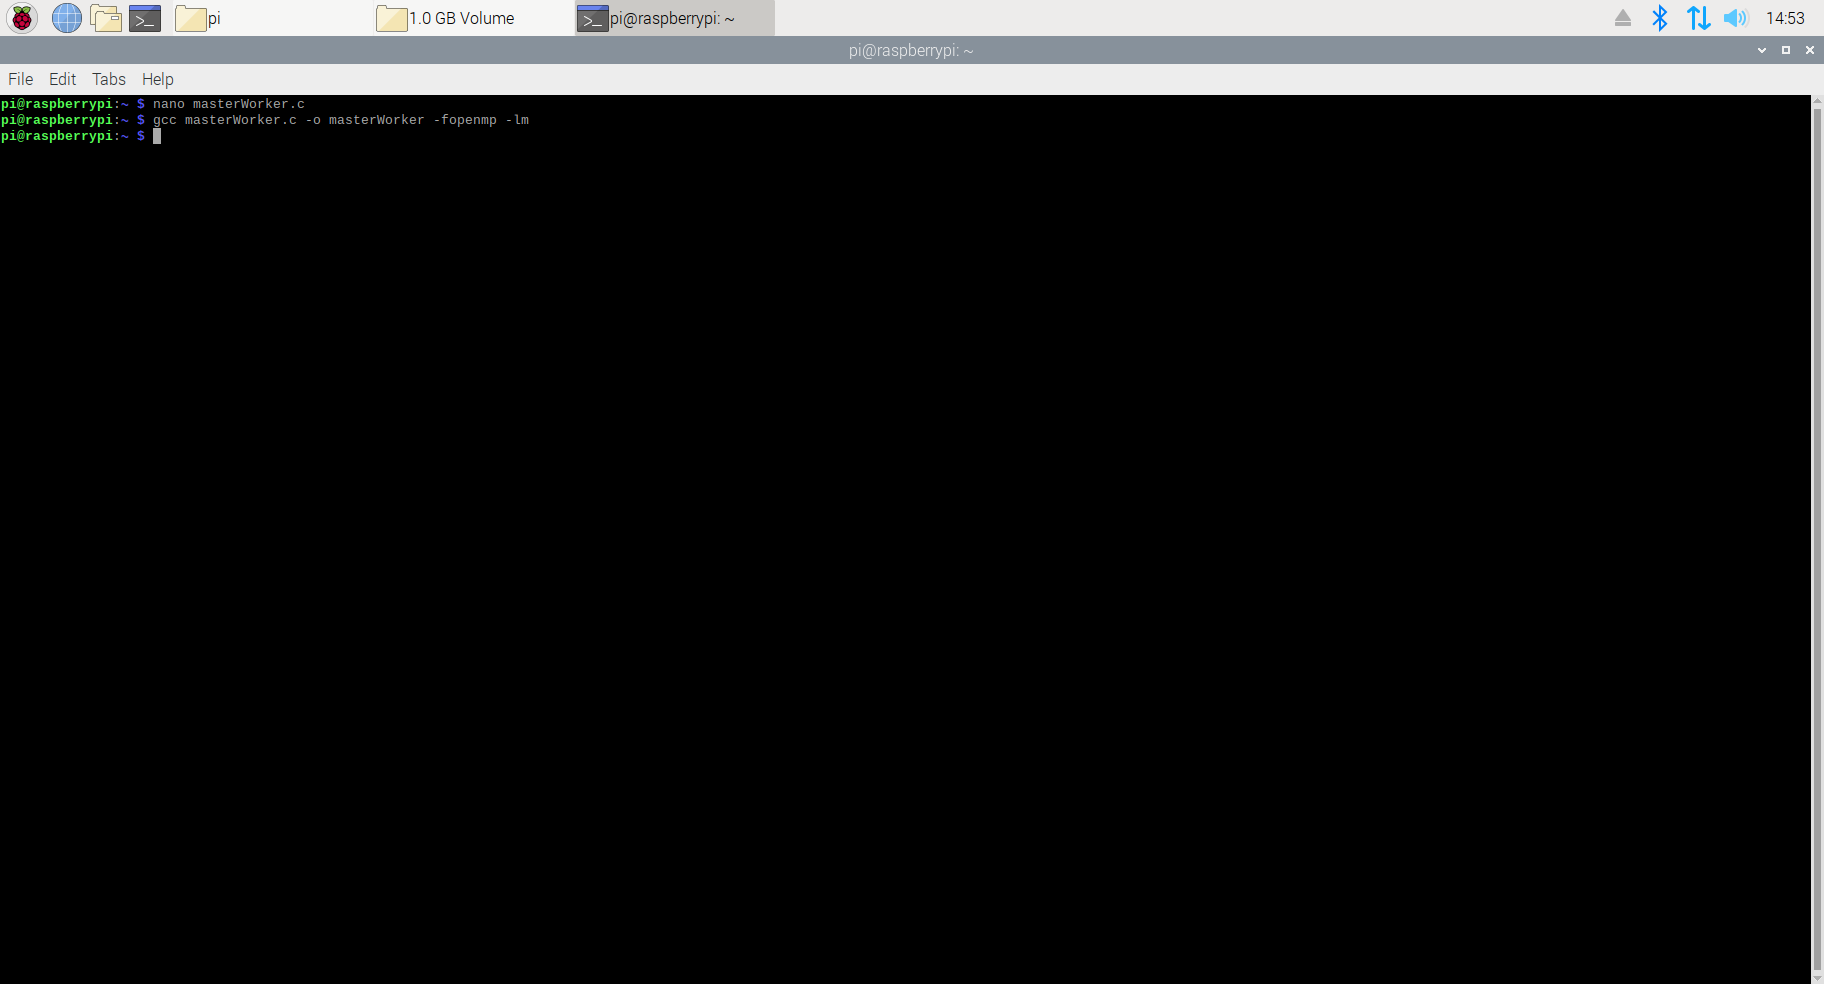 pi
1.0 GB Volume
pi@raspberrypi: ~
14:53
pi@raspberrypi: ~
File Edit Tabs Help
pi@raspberrypi:~ $ nano masterWorker.c
pi@raspberrypi:~ $ gcc masterWorker.c -o masterWorker -fopenmp -lm
pi@raspberrypi:~ $